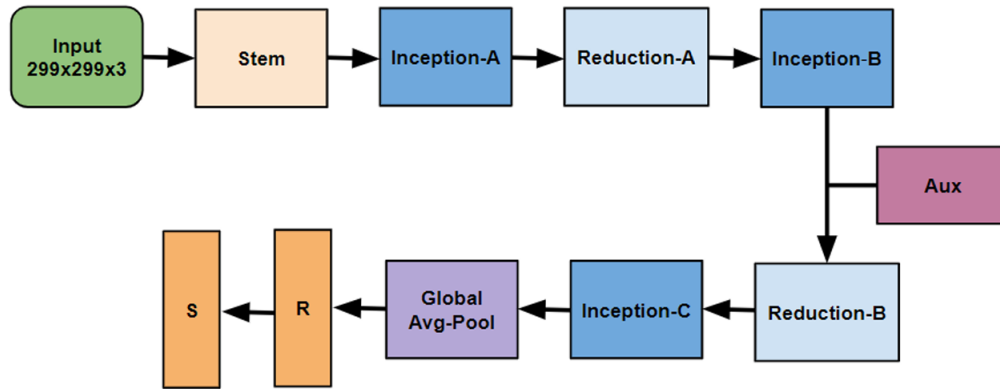 Input
299x299x3
Stem
Inception-A
Reduction-A
Inception-B
Aux
Reduction-B
Inception-C
Global
Avg-Pool
R
S